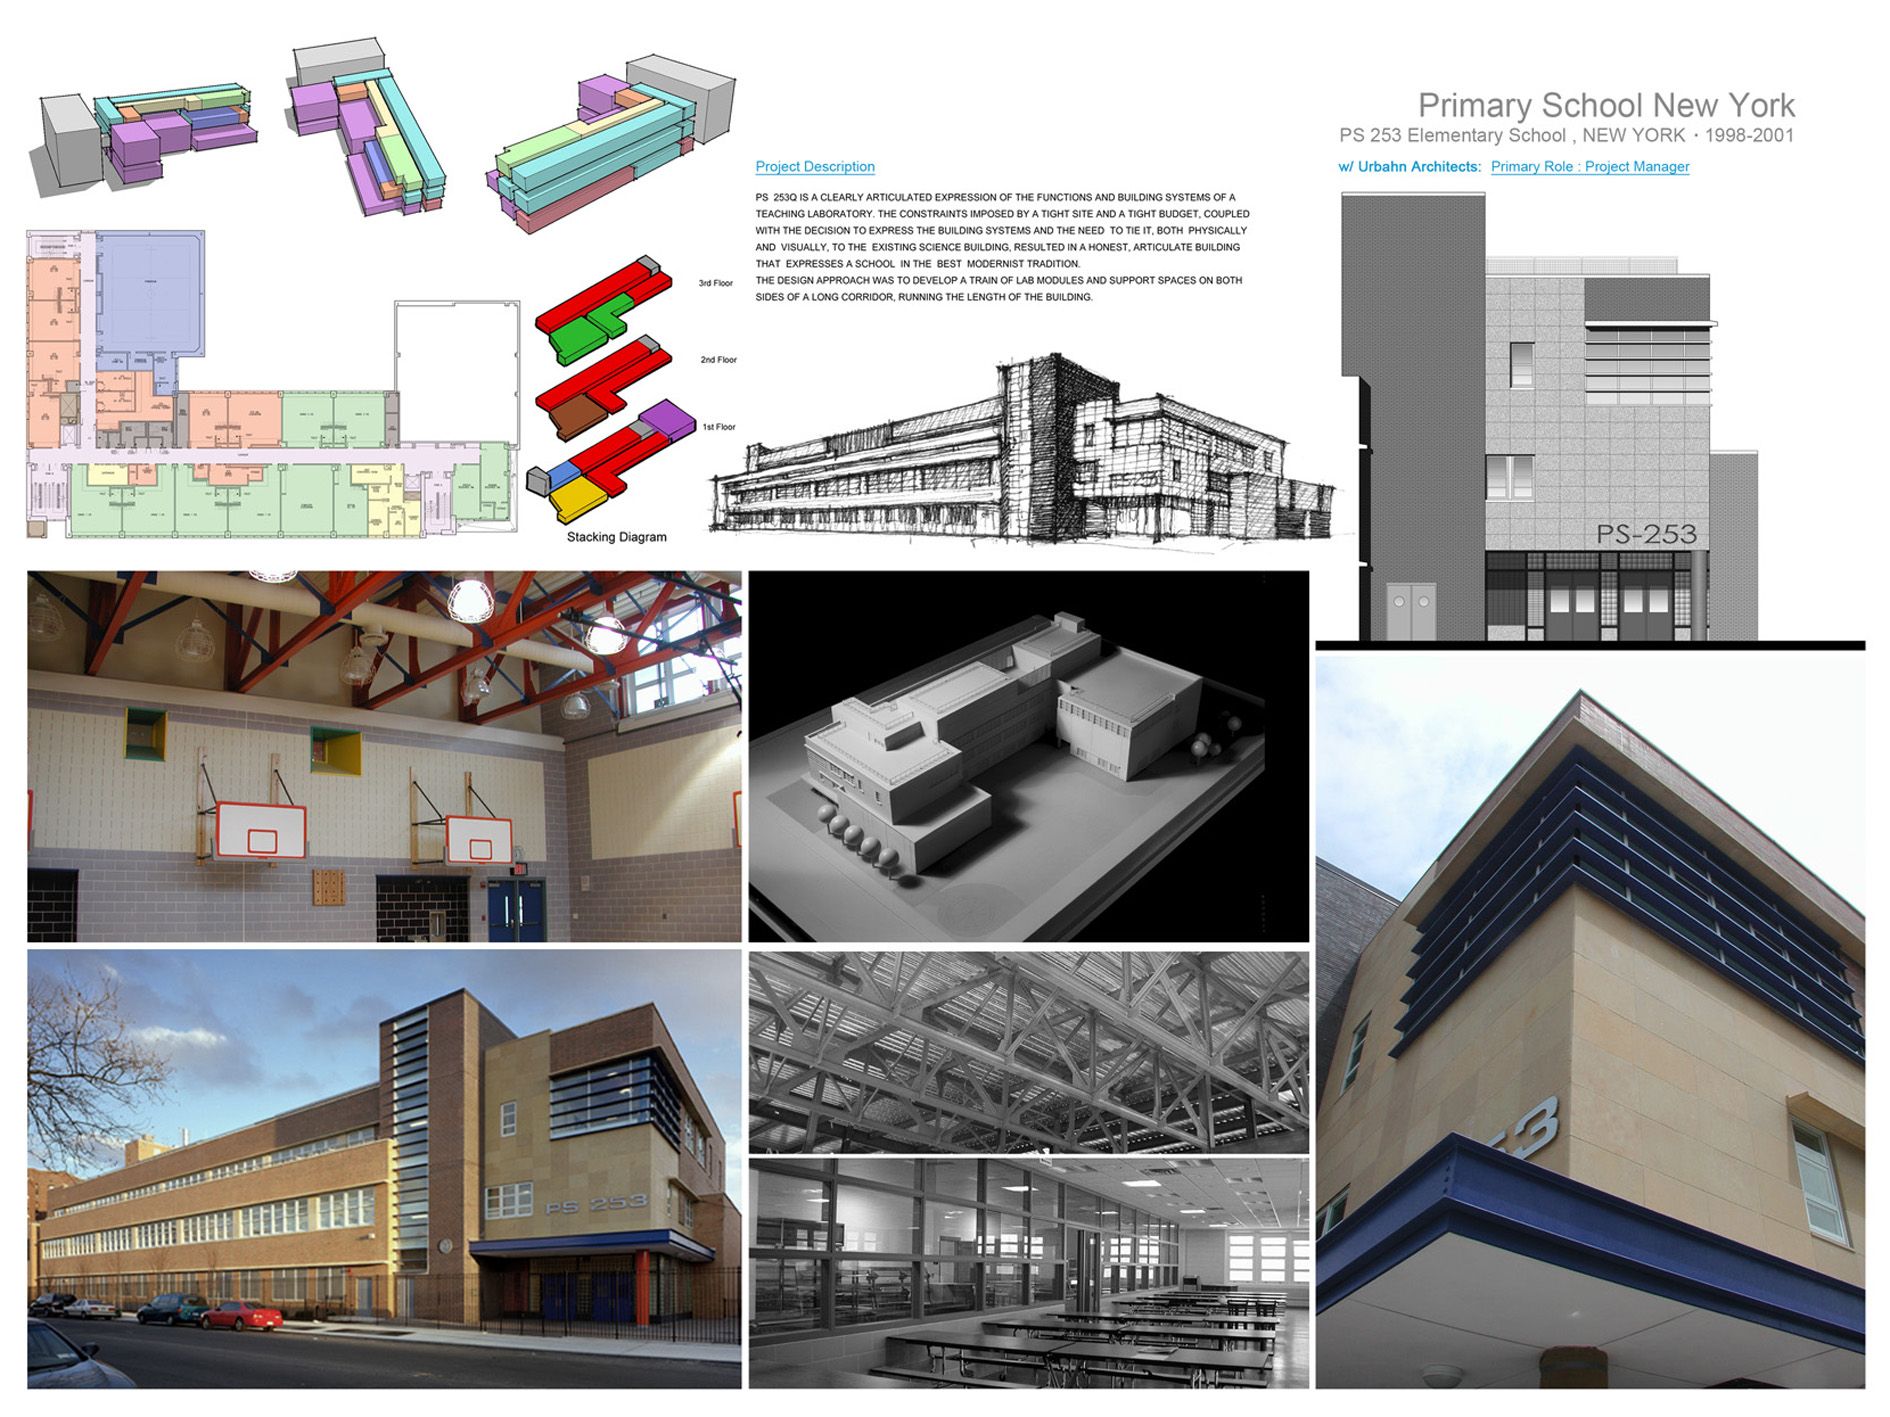 Primary School New York
PS 253 Elementary School , NEW YORK · 1998-2001
w/ Urbahn Architects: Primary Role : Project Manager
Project Description
PS 253Q IS A CLEARLY ARTICULATED EXPRESSION OF THE FUNCTIONS AND BUILDING SYSTEMS OF A
TEACHING LABORATORY. THE CONSTRAINTS IMPOSED BY A TIGHT SITE AND A TIGHT BUDGET, COUPLED
WITH THE DECISION TO EXPRESS THE BUILDING SYSTEMS AND THE NEED TO TIE IT, BOTH PHYSICALLY
AND VISUALLY, TO THE EXISTING SCIENCE BUILDING, RESULTED IN A HONEST, ARTICULATE BUILDING
THAT EXPRESSES A SCHOOL IN THE BEST MODERNIST TRADITION.
THE DESIGN APPROACH WAS TO DEVELOP A TRAIN OF LAB MODULES AND SUPPORT SPACES ON BOTH
SIDES OF A LONG CORRIDOR, RUNNING THE LENGTH OF THE BUILDING.
3rd Floor
2nd Floor
1st Floor
Stacking Diagram
PS-253
PS 253
53